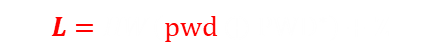 L = pwd